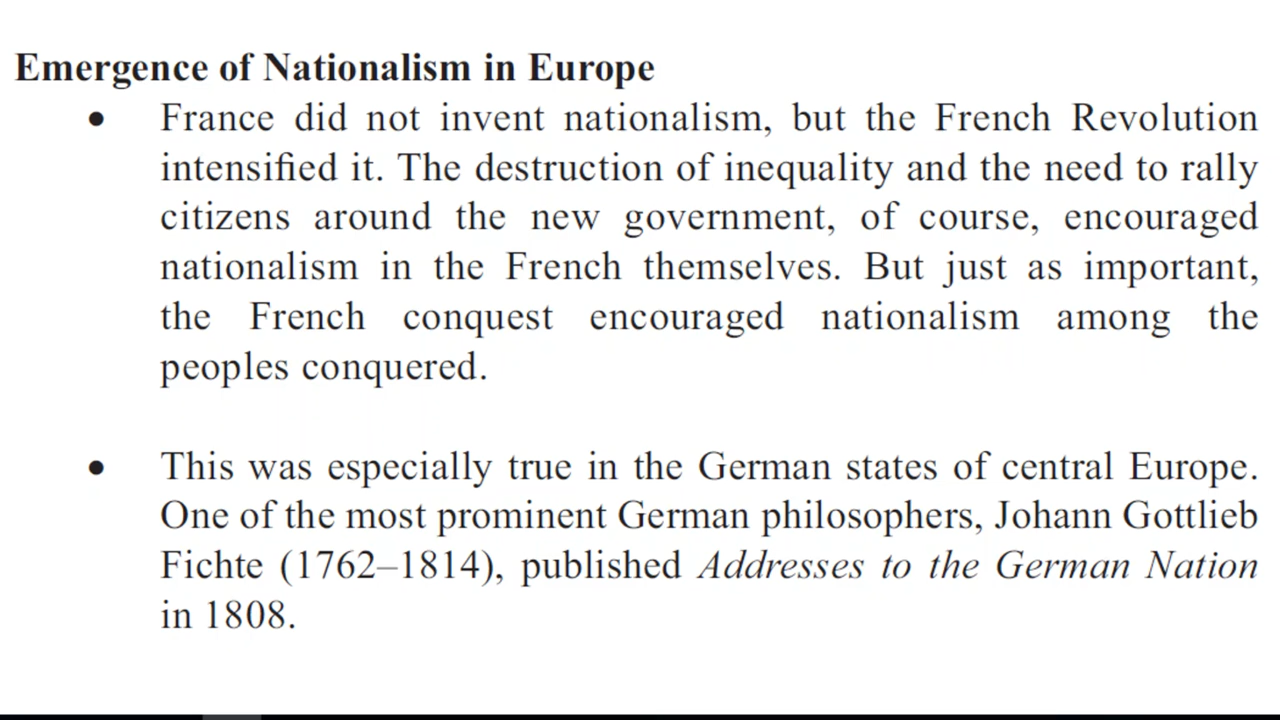 Emergence of Nationalism in Europe
• France did not invent nationalism, but the French Revolution
intensified it. The destruction of inequality and the need to rally
citizens around the new government, of course, encouraged
nationalism in the French themselves. But just as important,
the French conquest encouraged nationalism among the
peoples conquered.
• This was especially true in the German states of central Europe.
One of the most prominent German philosophers, Johann Gottlieb
Fichte (1762–1814), published Addresses to the German Nation
in 1808.